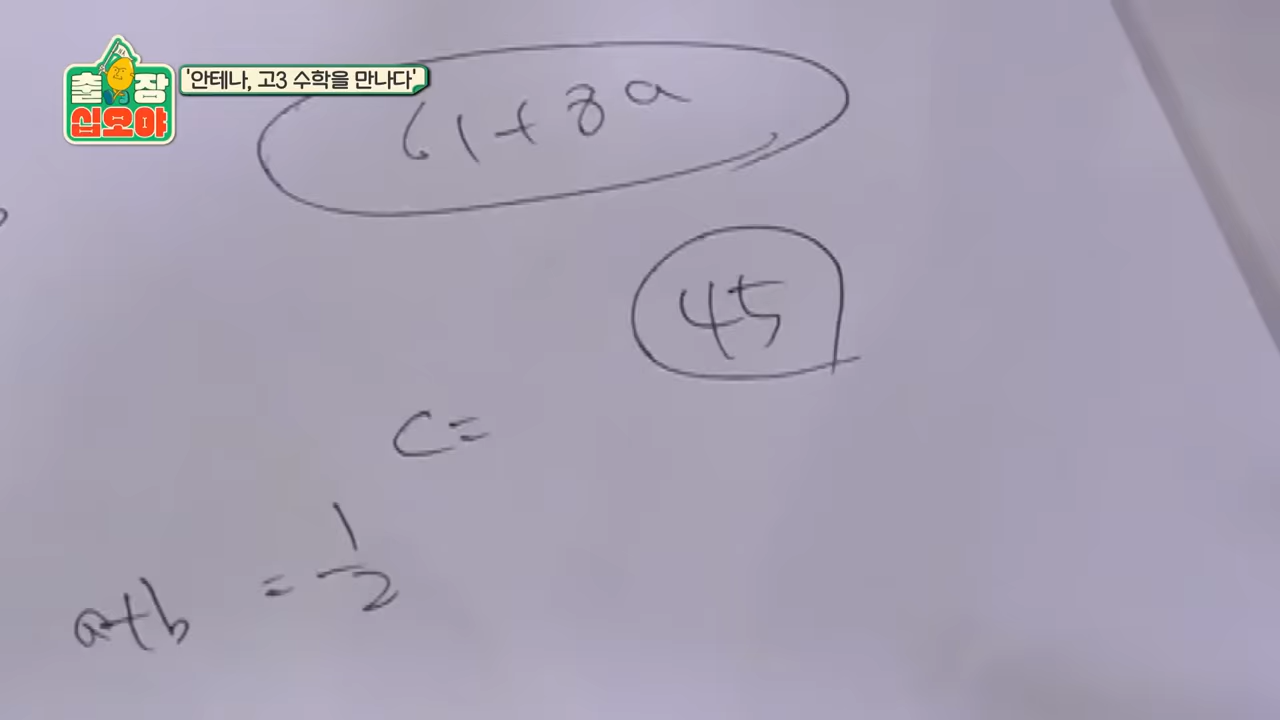 출장
십오야
'안테나, 고3 수학을 만나다'
61+8a
45
c=
a+b = 1/2